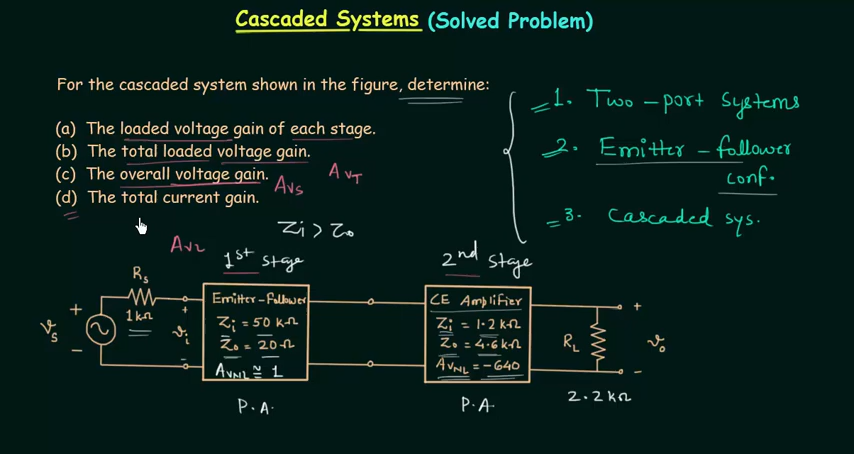 Cascaded Systems (Solved Problem)
For the cascaded system shown in the figure, determine:
(a) The loaded voltage gain of each stage.
(b) The total loaded voltage gain.
(c) The overall voltage gain.
(d) The total current gain.
1. Two-port Systems
2. Emitter-follower
conf.
3. Cascaded sys.
AvS AvT
Zi > Zo
AvL
1st stage
2nd stage
Rs
1kΩ
vs
+
-
+
vi
-
Emitter-Follower
Zi = 50 kΩ
Zo = 20 Ω
AvNL ≅ 1
P.A.
CE Amplifier
Zi = 1.2 kΩ
Zo = 4.6 kΩ
AvNL = -640
P.A.
RL
2.2 kΩ
+
vo
-